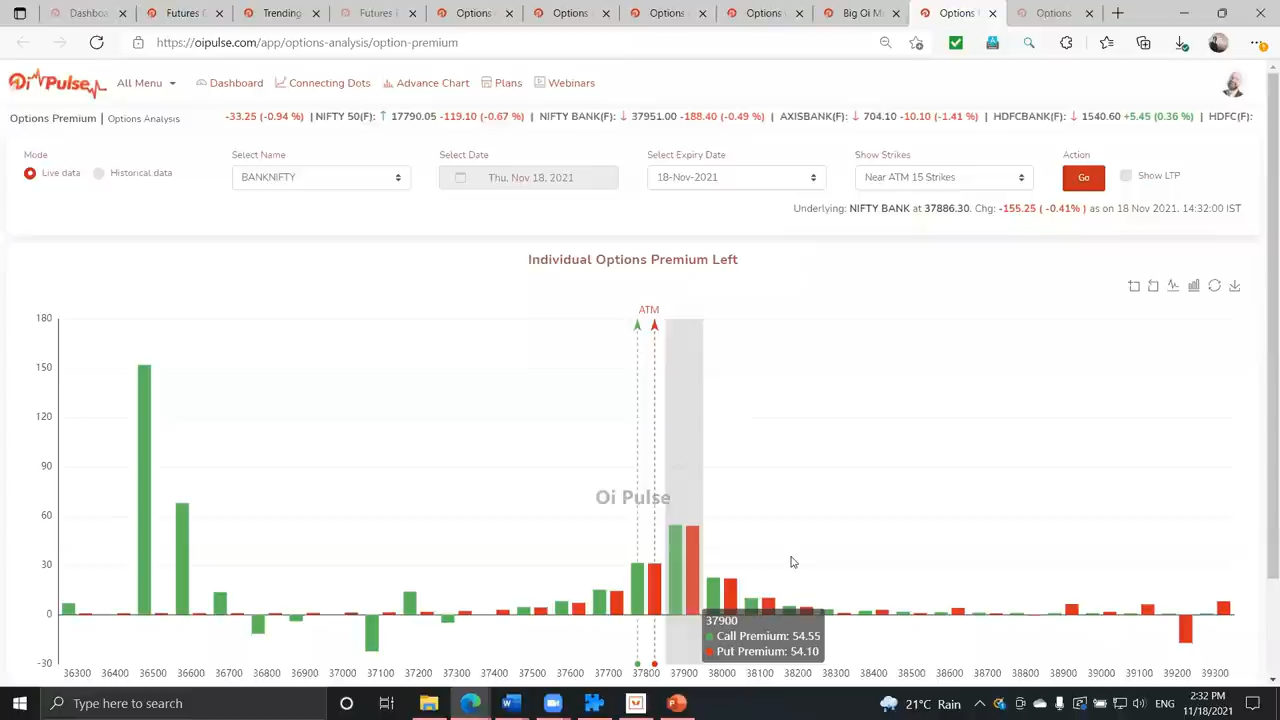 Dashbo
Futures
Trending
Futures
Options
Options
Options
Options
Big Oi M
Options
Options
https://oipulse.com/app/options-analysis/option-premium
Oi Pulse
All Menu
Dashboard
Connecting Dots
Advance Chart
Plans
Webinars
Options Premium | Options Analysis
-33.25 (-0.94 %) | NIFTY 50(F): ↑ 17790.05 -119.10 (-0.67 %) | NIFTY BANK(F): ↓ 37951.00 -188.40 (-0.49 %) | AXISBANK(F): ↓ 704.10 -10.10 (-1.41 %) | HDFCBANK(F): ↓ 1540.60 +5.45 (0.36 %) | HDFC(F):
Mode
Select Name
Select Date
Select Expiry Date
Show Strikes
Action
Live data
Historical data
BANKNIFTY
Thu, Nov 18, 2021
18-Nov-2021
Near ATM 15 Strikes
Go
Show LTP
Underlying: NIFTY BANK at 37886.30. Chg: -155.25 ( -0.41% ) as on 18 Nov 2021, 14:32:00 IST
Individual Options Premium Left
ATM
180
150
120
90
60
30
0
-30
Oi Pulse
37900
Call Premium: 54.55
Put Premium: 54.10
36300 36400 36500 36700 36800 36900 37000 37100 37200 37300 37400 37500 37600 37700 37800 37900 38000 38100 38200 38300 38400 38500 38600 38700 38800 38900 39000 39100 39200 39300
Type here to search
21°C Rain
ENG
2:32 PM
11/18/2021